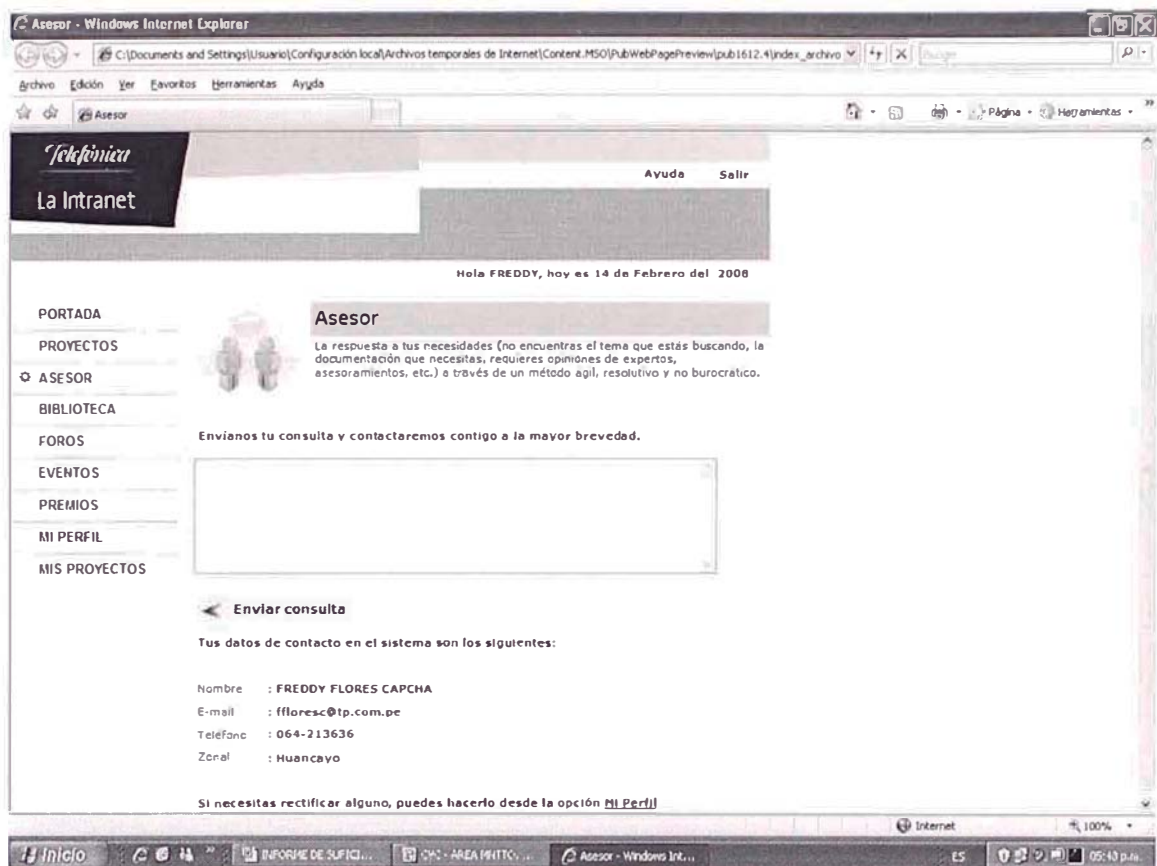 Asesor - Windows Internet Explorer
C:\Documents and Settings\Usuario\Configuración local\Archivos temporales de Internet\Content.MSO\PubWebPagePreview\pub1612.4\index_archivo
Archivo Edición Ver Favoritos Herramientas Ayuda
Asesor
Página Herramientas
Telefónica
La Intranet
Ayuda Salir
Hola FREDDY, hoy es 14 de Febrero del 2008
PORTADA
PROYECTOS
ASESOR
BIBLIOTECA
FOROS
EVENTOS
PREMIOS
MI PERFIL
MIS PROYECTOS
Asesor
La respuesta a tus necesidades (no encuentras el tema que estás buscando, la
documentación que necesitas, requieres opiniones de expertos,
asesoramientos, etc.) a través de un método agil, resolutivo y no burocratico.
Envíanos tu consulta y contactaremos contigo a la mayor brevedad.
Enviar consulta
Tus datos de contacto en el sistema son los siguientes:
Nombre : FREDDY FLORES CAPCHA
E-mail : ffloresc@tp.com.pe
Teléfono : 064-213636
Zonal : Huancayo
Si necesitas rectificar alguno, puedes hacerlo desde la opción Mi Perfil
Internet 100%
Inicio INFORME DE SUFICI... Asesor - Windows Int... ES 05:43 p.m.